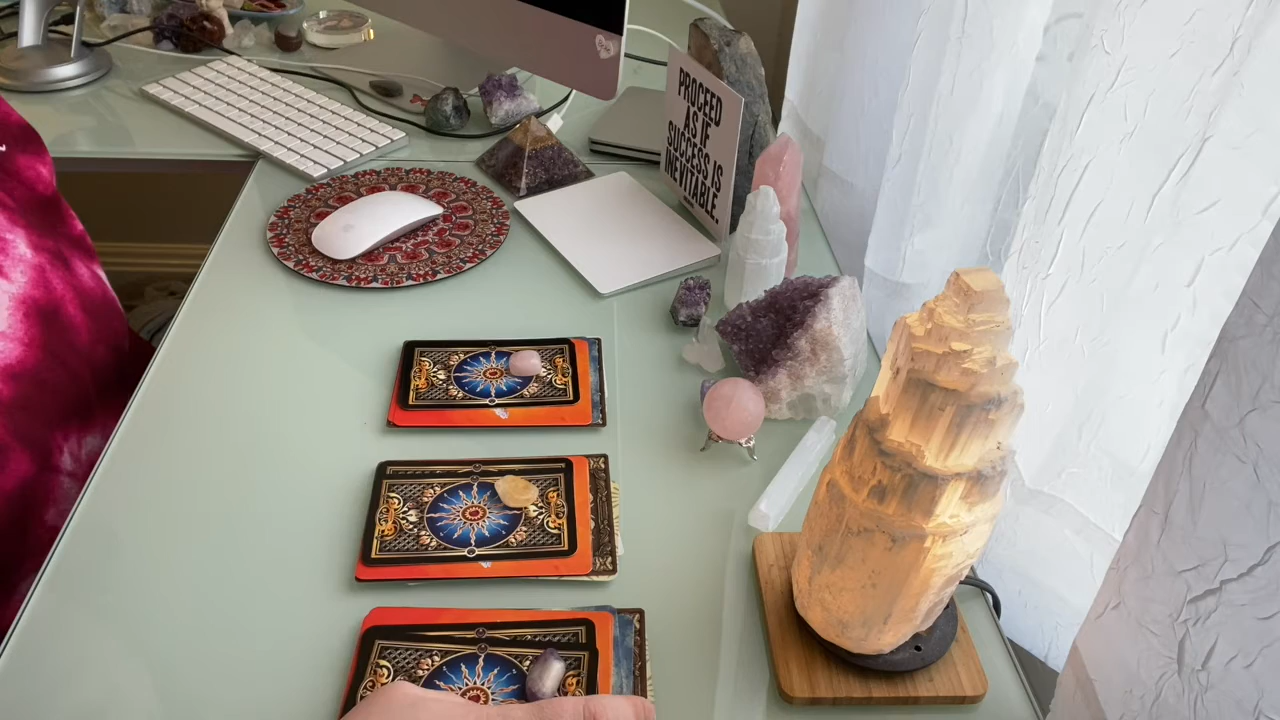 PROCEED
AS IF
SUCCESS IS
INEVITABLE.